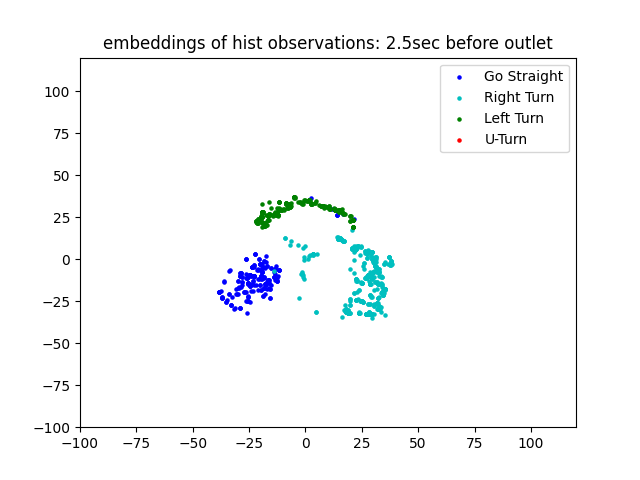 embeddings of hist observations: 2.5sec before outlet
Go Straight
Right Turn
Left Turn
U-Turn
100
75
50
25
0
−25
−50
−75
−100
−100 −75 −50 −25 0 25 50 75 100